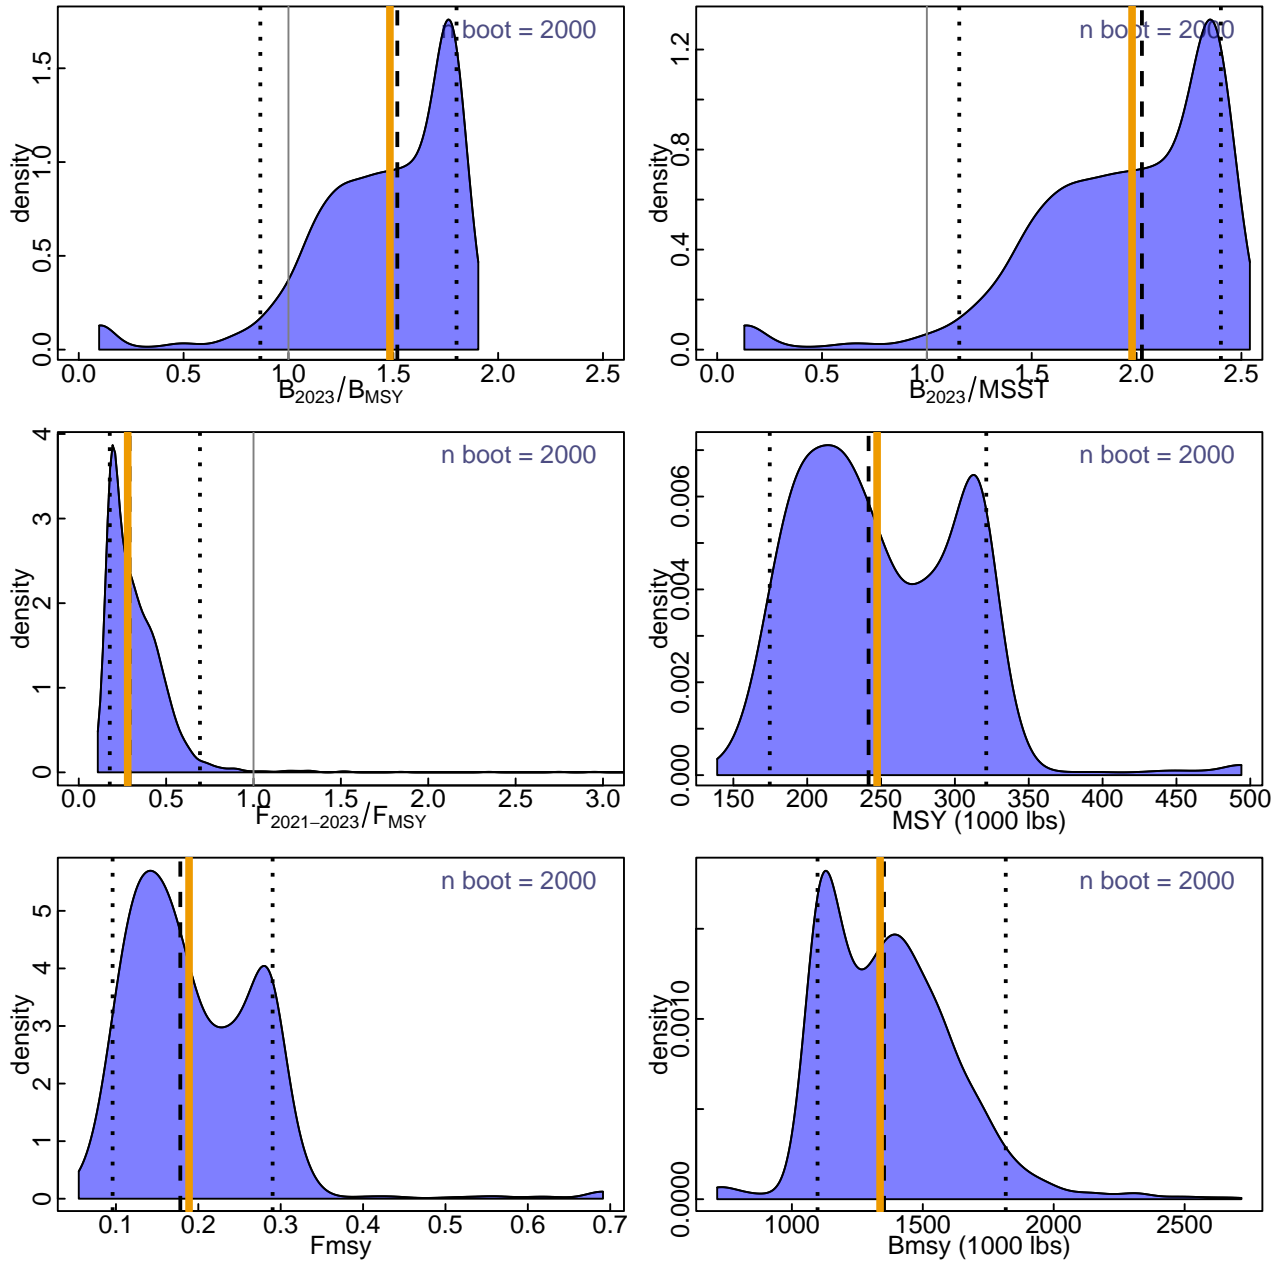 n boot = 2000
density
0.0 0.5 1.0 1.5
0.0 0.5 1.0 1.5 2.0 2.5
B2023/BMSY
n boot = 2000
density
0.0 0.4 0.8 1.2
0.0 0.5 1.0 1.5 2.0 2.5
B2023/MSST
n boot = 2000
density
0 1 2 3 4
0.0 0.5 1.0 1.5 2.0 2.5 3.0
F2021−2023/FMSY
n boot = 2000
density
0.000 0.002 0.004 0.006
150 200 250 300 350 400 450 500
MSY (1000 lbs)
n boot = 2000
density
0 1 2 3 4 5
0.1 0.2 0.3 0.4 0.5 0.6 0.7
Fmsy
n boot = 2000
density
0.0000 0.0010
1000 1500 2000 2500
Bmsy (1000 lbs)